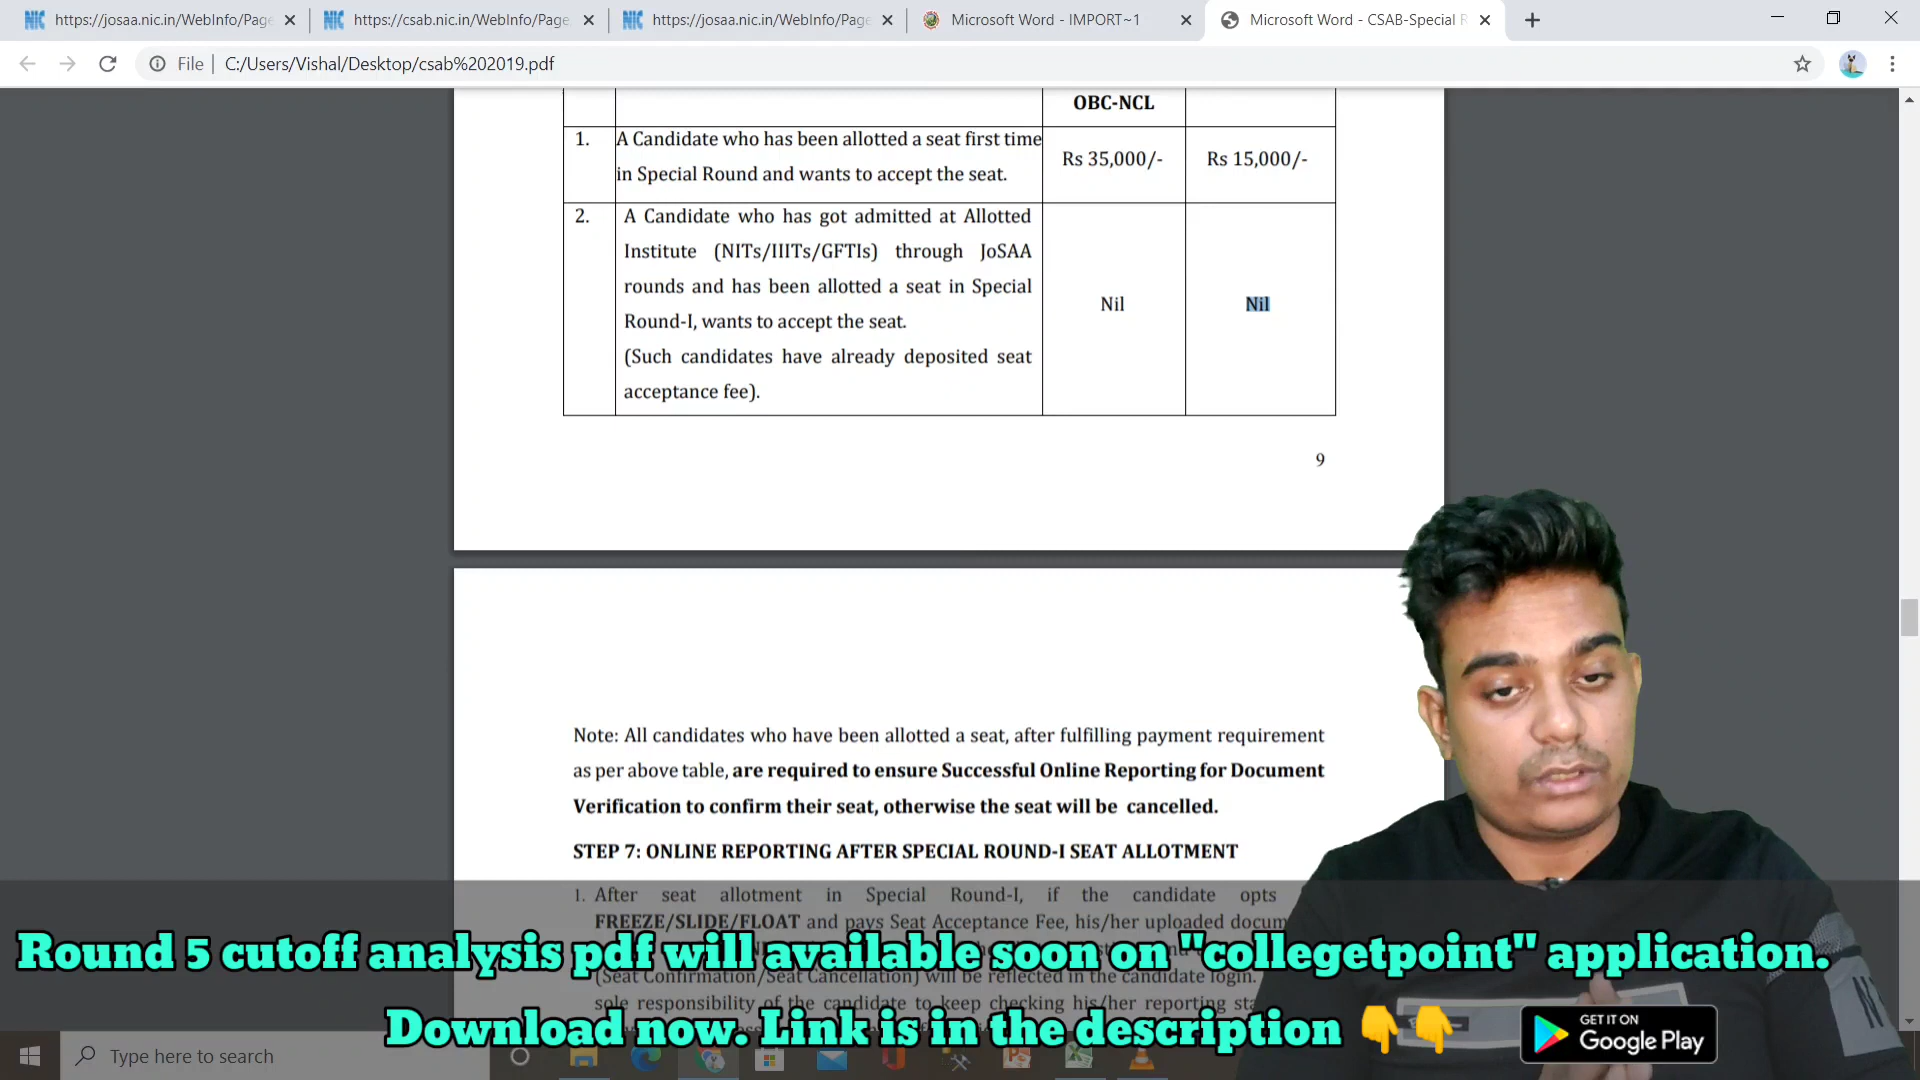 https://josaa.nic.in/WebInfo/Page
https://csab.nic.in/WebInfo/Page
https://josaa.nic.in/WebInfo/Page
Microsoft Word - IMPORT~1
Microsoft Word - CSAB-Special R
File
C:/Users/Vishal/Desktop/csab%202019.pdf
OBC-NCL
1.
A Candidate who has been allotted a seat first time
in Special Round and wants to accept the seat.
Rs 35,000/-
Rs 15,000/-
2.
A Candidate who has got admitted at Allotted
Institute (NITs/IIITs/GFTIs) through JoSAA
rounds and has been allotted a seat in Special
Round-I, wants to accept the seat.
(Such candidates have already deposited seat
acceptance fee).
Nil
Nil
9
Note: All candidates who have been allotted a seat, after fulfilling payment requirement
as per above table, are required to ensure Successful Online Reporting for Document
Verification to confirm their seat, otherwise the seat will be cancelled.
STEP 7: ONLINE REPORTING AFTER SPECIAL ROUND-I SEAT ALLOTMENT
1. After seat allotment in Special Round-I, if the candidate opts
FREEZE/SLIDE/FLOAT and pays Seat Acceptance Fee, his/her uploaded docum
(Seat Confirmation/Seat Cancellation) will be reflected in the candidate login.
sole responsibility of the candidate to keep checking his/her reporting sta
Round 5 cutoff analysis pdf will available soon on "collegetpoint" application.
Download now. Link is in the description
GET IT ON
Google Play
Type here to search